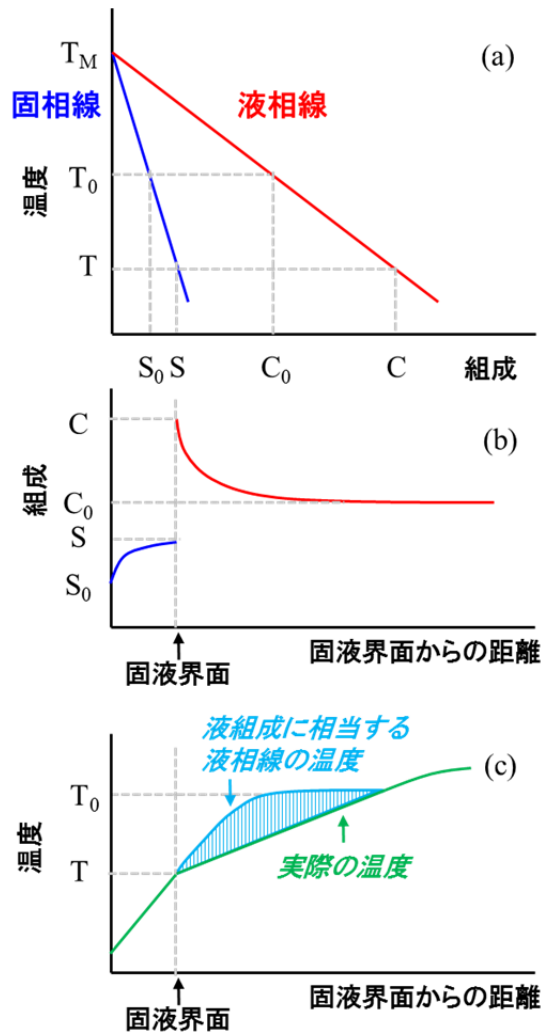 (a)
T_M
固相線
液相線
T_0
温度
T
S_0 S C_0 C 組成
(b)
C
組成
C_0
S
S_0
固液界面からの距離
固液界面
(c)
液組成に相当する
液相線の温度
T_0
温度
T
実際の温度
固液界面からの距離
固液界面